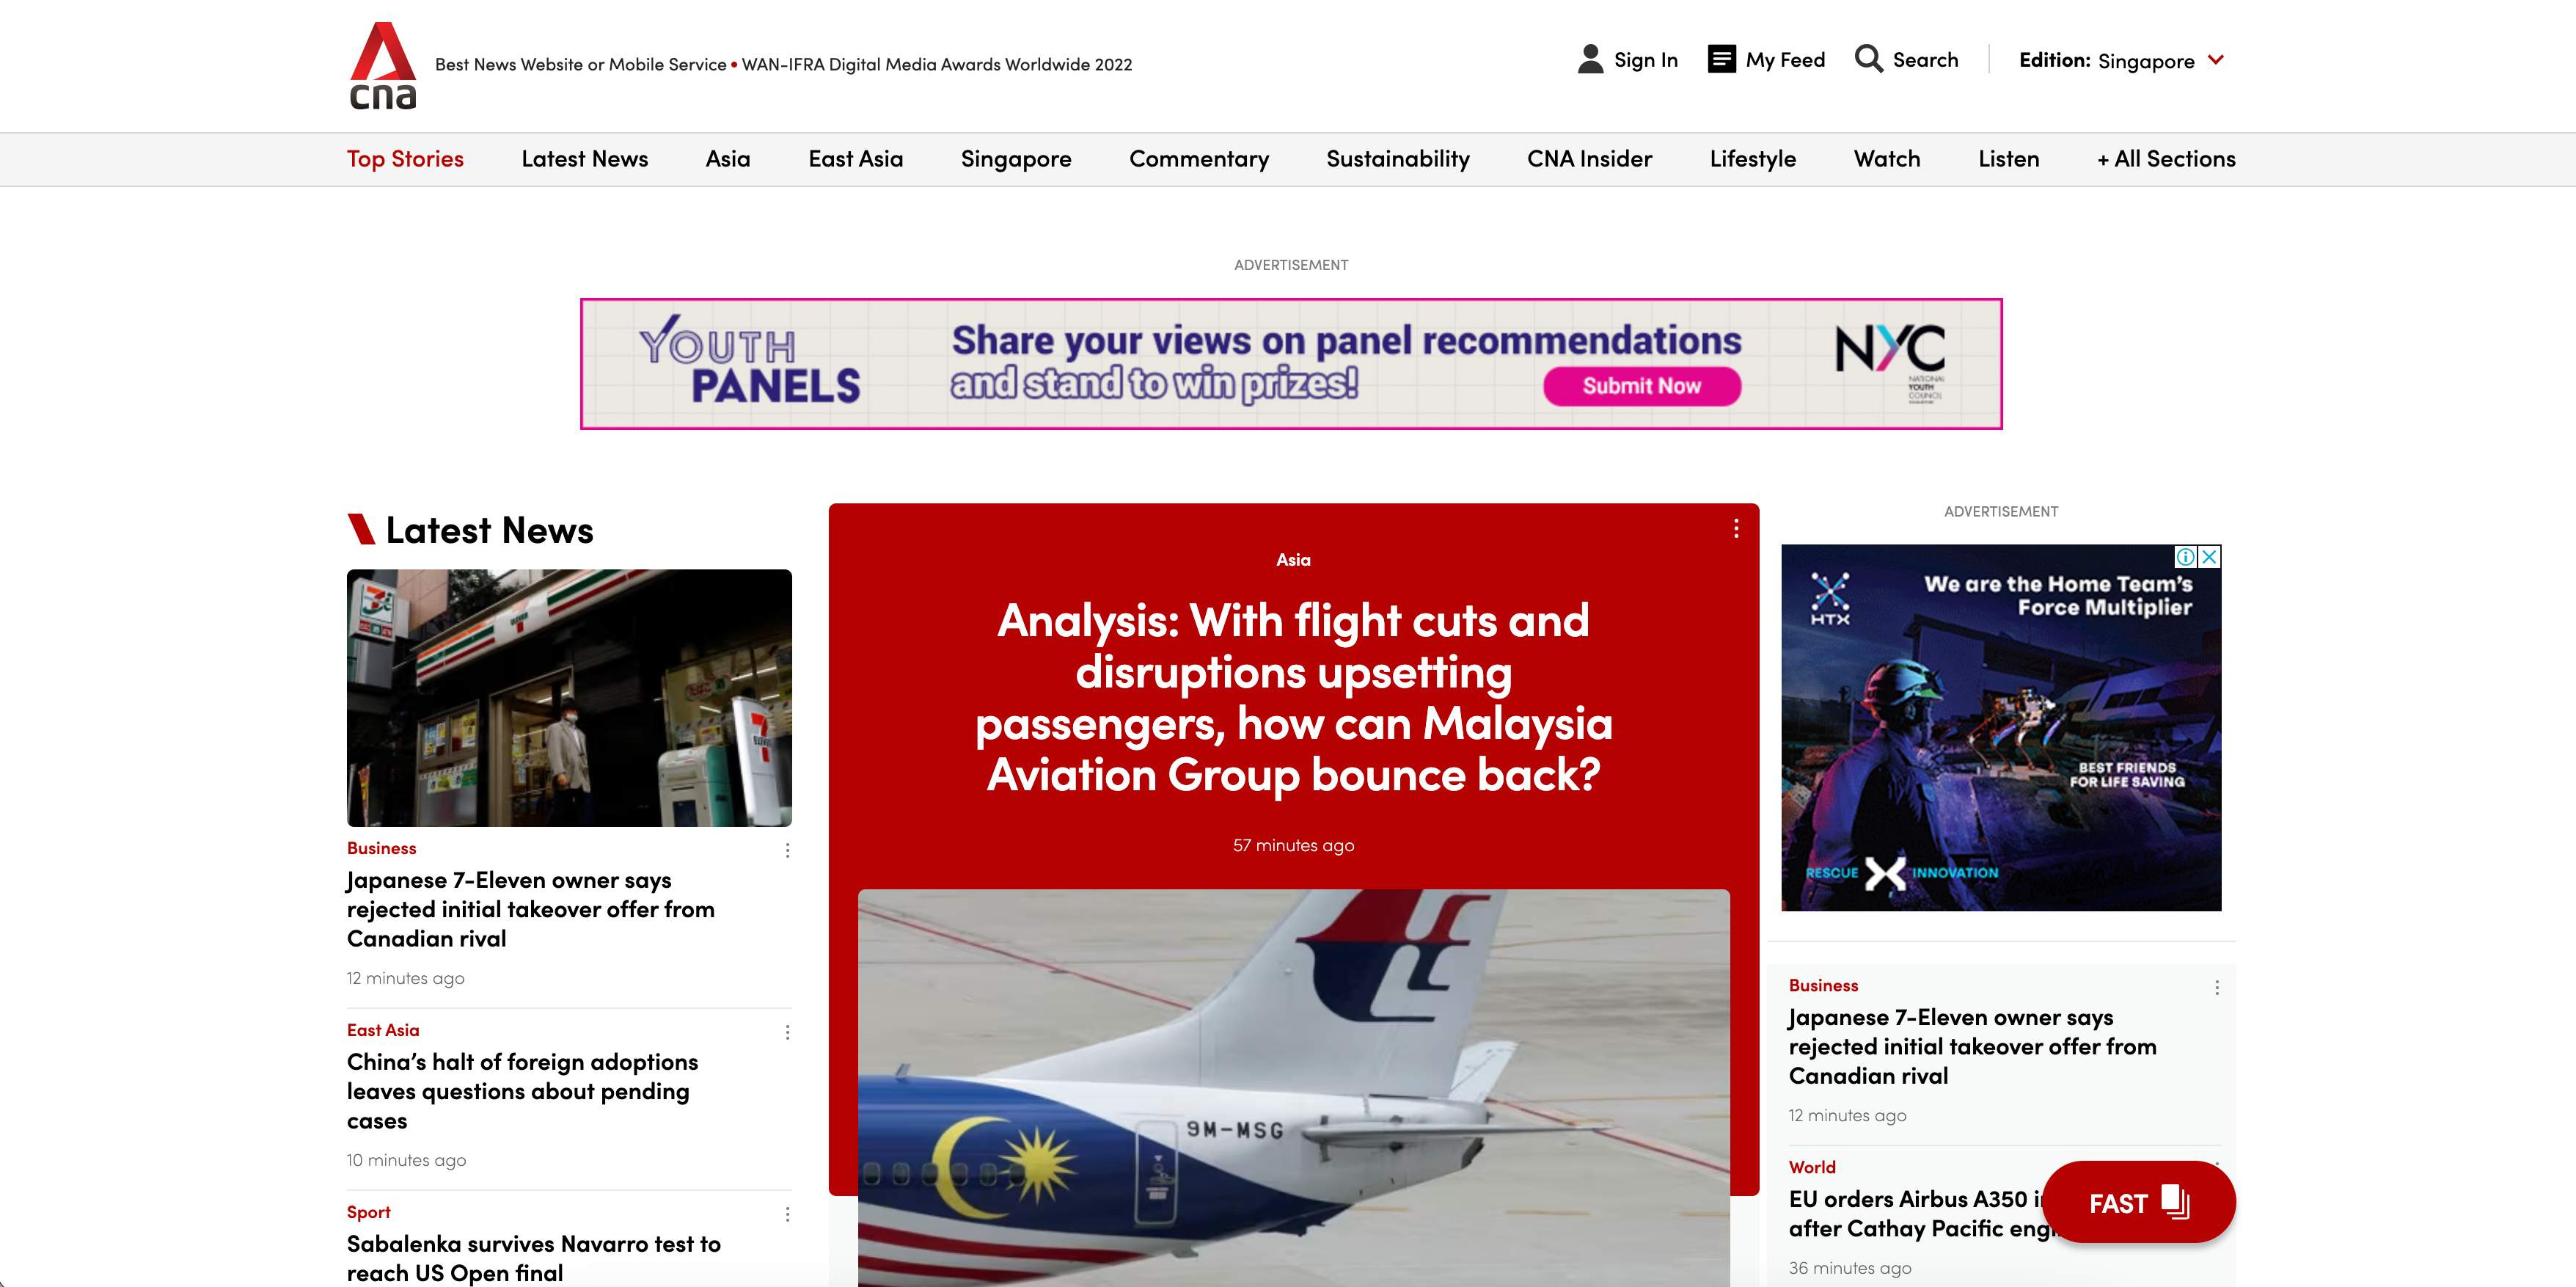 cna
Best News Website or Mobile Service • WAN-IFRA Digital Media Awards Worldwide 2022
Sign In
My Feed
Search
Edition: Singapore
Top Stories
Latest News
Asia
East Asia
Singapore
Commentary
Sustainability
CNA Insider
Lifestyle
Watch
Listen
+ All Sections
ADVERTISEMENT
YOUTH
PANELS
Share your views on panel recommendations
and stand to win prizes!
Submit Now
NYC
NATIONAL
YOUTH
COUNCIL
Latest News
7
ELEVEN
Business
Japanese 7-Eleven owner says
rejected initial takeover offer from
Canadian rival
12 minutes ago
East Asia
China's halt of foreign adoptions
leaves questions about pending
cases
10 minutes ago
Sport
Sabalenka survives Navarro test to
reach US Open final
Asia
Analysis: With flight cuts and
disruptions upsetting
passengers, how can Malaysia
Aviation Group bounce back?
57 minutes ago
9M-MSG
ADVERTISEMENT
HTX
We are the Home Team's
Force Multiplier
BEST FRIENDS
FOR LIFE SAVING
RESCUE X INNOVATION
Business
Japanese 7-Eleven owner says
rejected initial takeover offer from
Canadian rival
12 minutes ago
World
EU orders Airbus A350
after Cathay Pacific
36 minutes ago
FAST